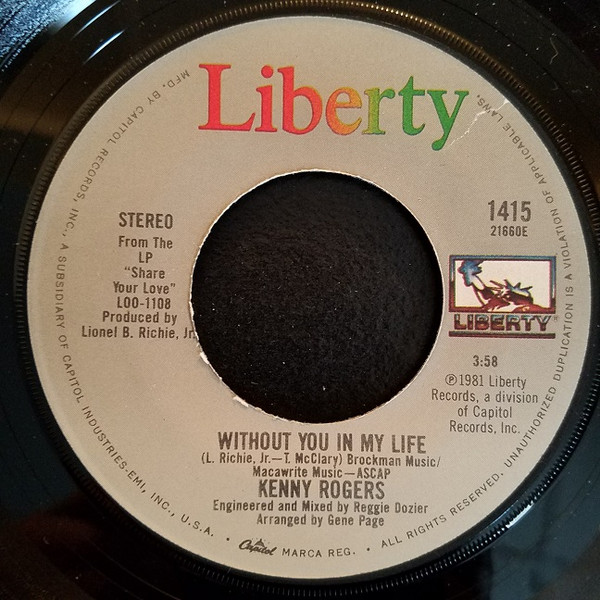 Liberty
STEREO
From The
LP
"Share
Your Love"
LOO-1108
Produced by
Lionel B. Richie, Jr.
1415
21660E
LIBERTY®
3:58
℗1981 Liberty
Records, a division
of Capitol
Records, Inc.
WITHOUT YOU IN MY LIFE
(L. Richie, Jr.—T. McClary) Brockman Music/
Macawrite Music—ASCAP
KENNY ROGERS
Engineered and Mixed by Reggie Dozier
Arranged by Gene Page
MFD. BY CAPITOL RECORDS, INC., A SUBSIDIARY OF CAPITOL INDUSTRIES-EMI, INC., U.S.A. • Capitol MARCA REG. • ALL RIGHTS RESERVED. UNAUTHORIZED DUPLICATION IS A VIOLATION OF APPLICABLE LAWS.